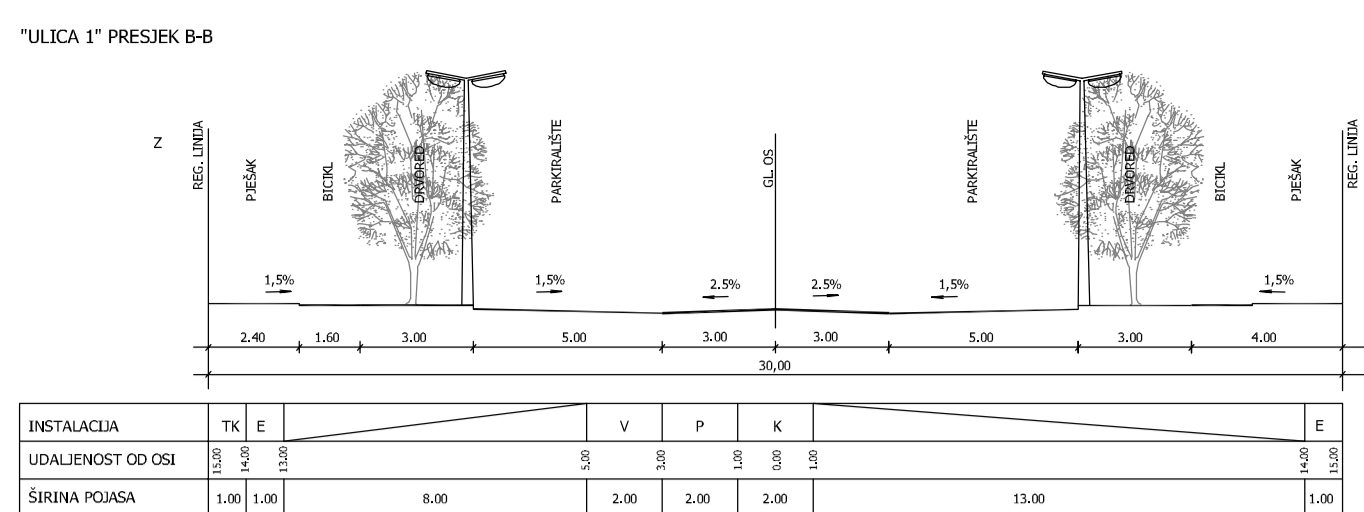 "ULICA 1" PRESJEK B-B
Z
REG. LINIJA
PJEŠAK
BICIKL
DRVORED
PARKIRALIŠTE
GL. OS
PARKIRALIŠTE
DRVORED
BICIKL
PJEŠAK
REG. LINIJA
1,5% 1,5% 2.5% 2.5% 1,5% 1,5%
2.40 1.60 3.00 5.00 3.00 3.00 5.00 3.00 4.00
30,00
INSTALACIJA TK E V P K E
UDALJENOST OD OSI 15.00 14.00 13.00 5.00 3.00 1.00 0.00 1.00 14.00 15.00
ŠIRINA POJASA 1.00 1.00 8.00 2.00 2.00 2.00 13.00 1.00